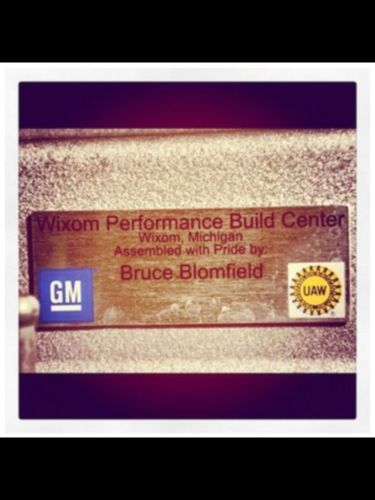 Wixom Performance Build Center
Wixom, Michigan
Assembled with Pride by:
Bruce Blomfield
GM
UAW